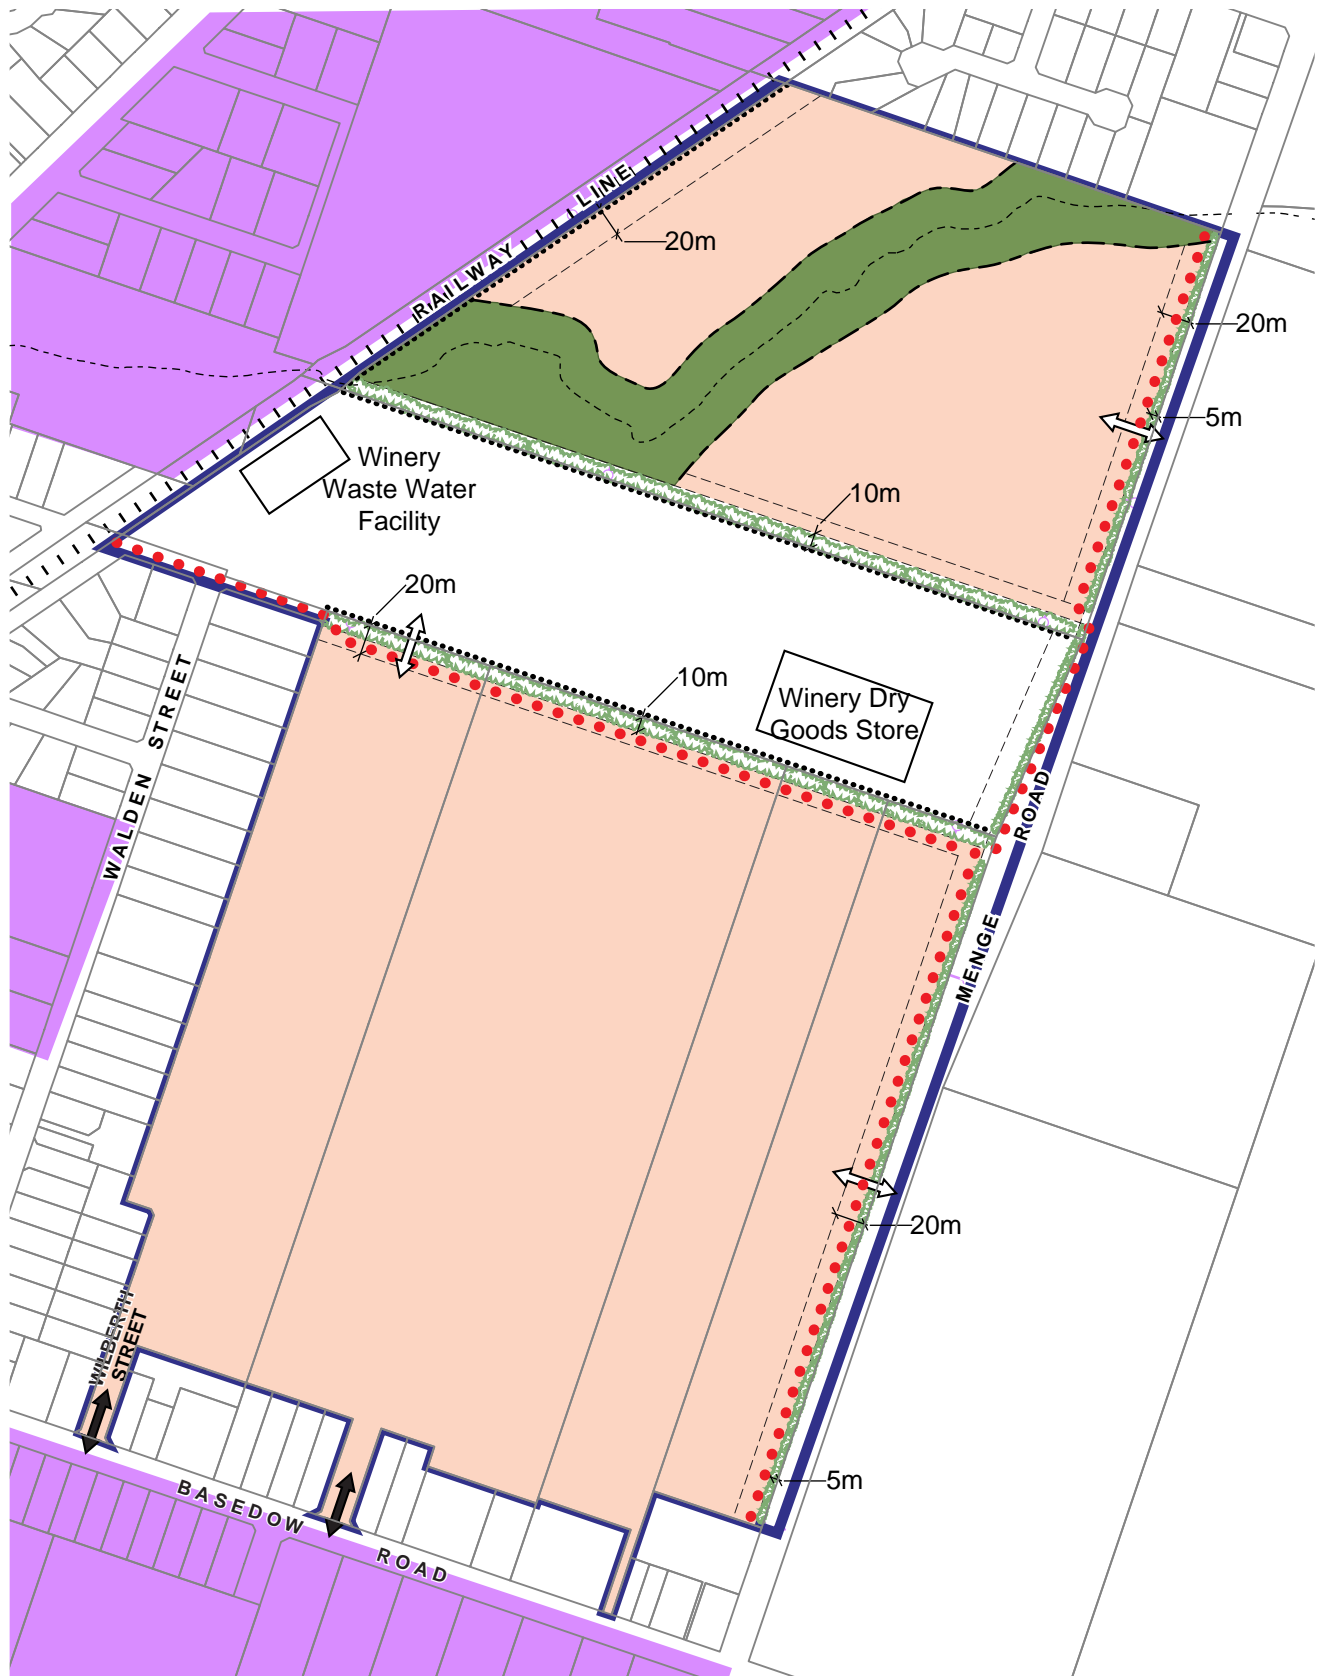 RAILWAY LINE
20m
20m
5m
Winery
Waste Water
Facility
10m
20m
10m
Winery Dry
Goods Store
WALDEN STREET
MENGE ROAD
20m
WILBERTH
STREET
5m
BASEDOW ROAD